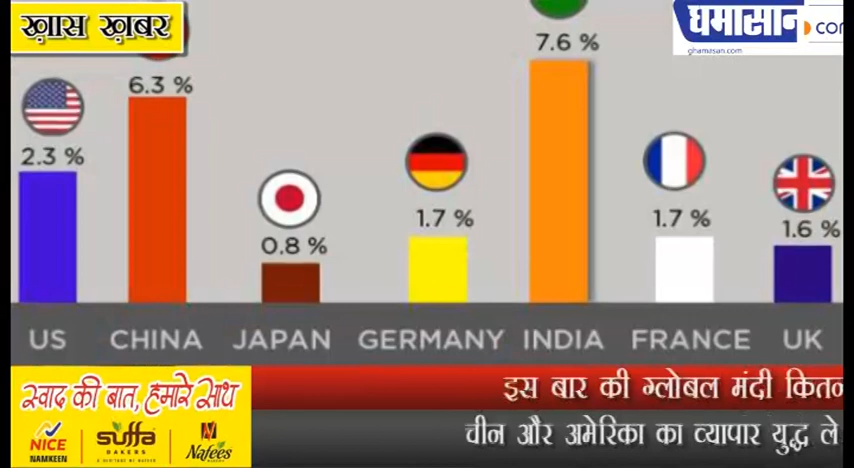 ख़ास ख़बर
घमासान
.com
ghamasan.com
7.6 %
6.3 %
2.3 %
1.7 %
1.7 %
0.8 %
1.6 %
US CHINA JAPAN GERMANY INDIA FRANCE UK
स्वाद की बात, हमारे साथ
NICE
NAMKEEN
suffa
BAKERS
Nafees
इस बार की ग्लोबल मंदी
चीन और अमेरिका का व्यापार युद्ध ले